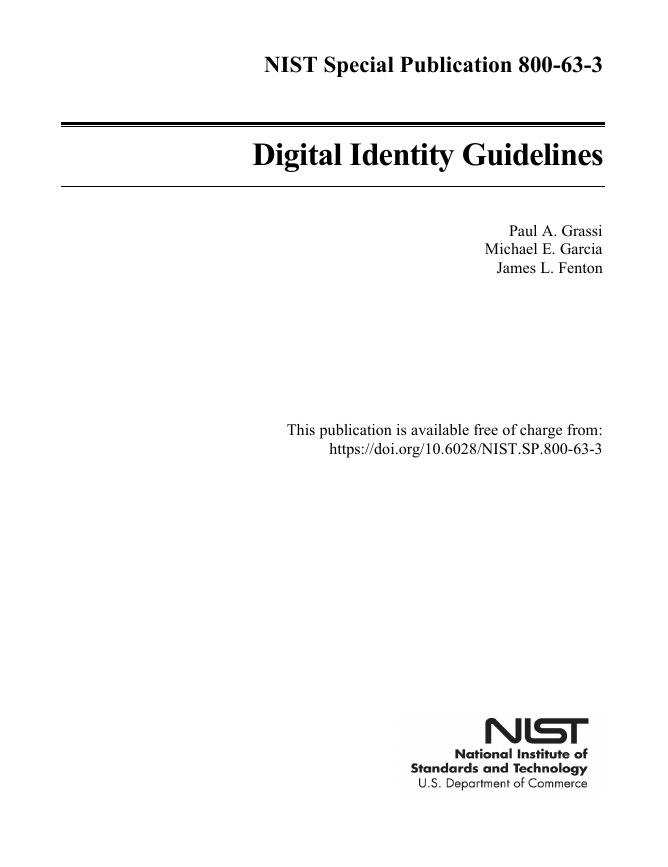 NIST Special Publication 800-63-3
Digital Identity Guidelines
Paul A. Grassi
Michael E. Garcia
James L. Fenton
This publication is available free of charge from:
https://doi.org/10.6028/NIST.SP.800-63-3
NIST
National Institute of
Standards and Technology
U.S. Department of Commerce